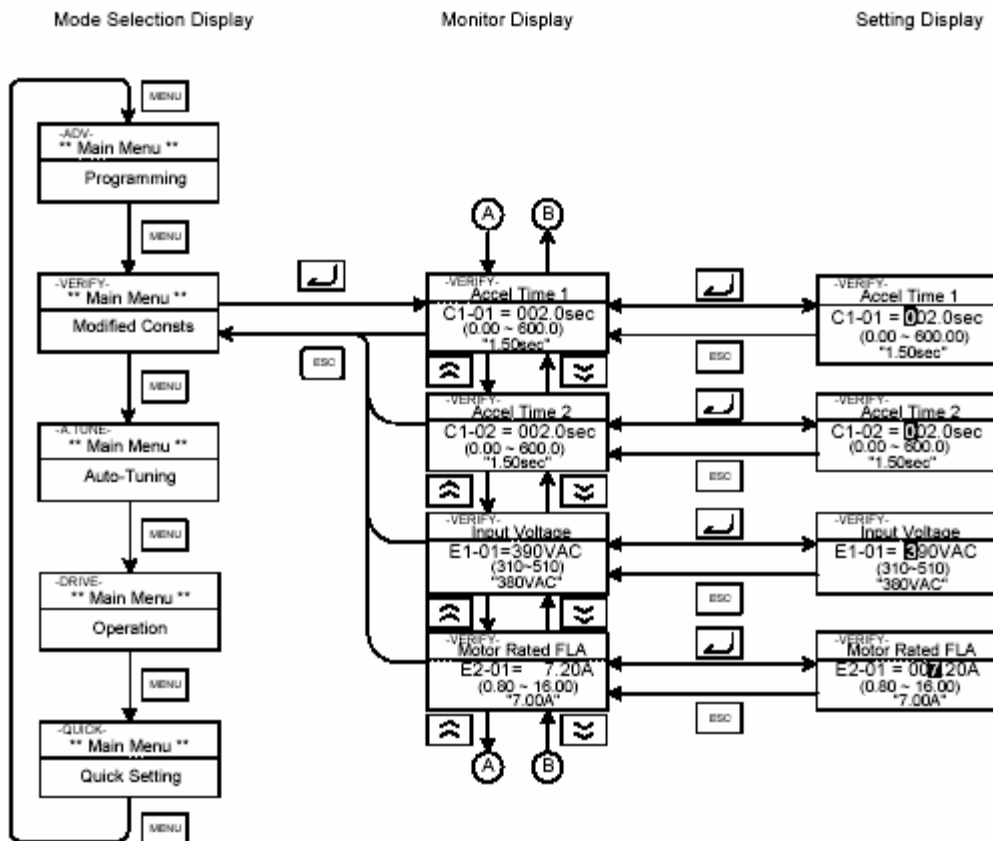 Mode Selection Display
Monitor Display
Setting Display
MENU
-ADV-
** Main Menu **
Programming
MENU
-VERIFY-
** Main Menu **
Modified Consts
MENU
-A.TUNE-
** Main Menu **
Auto-Tuning
MENU
-DRIVE-
** Main Menu **
Operation
MENU
-QUICK-
** Main Menu **
Quick Setting
MENU
ESC
A
B
-VERIFY-
Accel Time 1
C1-01 = 002.0sec
(0.00 ~ 600.0)
"1.50sec"
-VERIFY-
Accel Time 2
C1-02 = 002.0sec
(0.00 ~ 600.0)
"1.50sec"
-VERIFY-
Input Voltage
E1-01=390VAC
(310~510)
"380VAC"
-VERIFY-
Motor Rated FLA
E2-01= 7.20A
(0.80 ~ 16.00)
"7.00A"
A
B
ESC
ESC
ESC
ESC
-VERIFY-
Accel Time 1
C1-01 = 002.0sec
(0.00 ~ 600.00)
"1.50sec"
-VERIFY-
Accel Time 2
C1-02 = 002.0sec
(0.00 ~ 600.0)
"1.50sec"
-VERIFY-
Input Voltage
E1-01= 390VAC
(310~510)
"380VAC"
-VERIFY-
Motor Rated FLA
E2-01 = 007.20A
(0.80 ~ 16.00)
"7.00A"